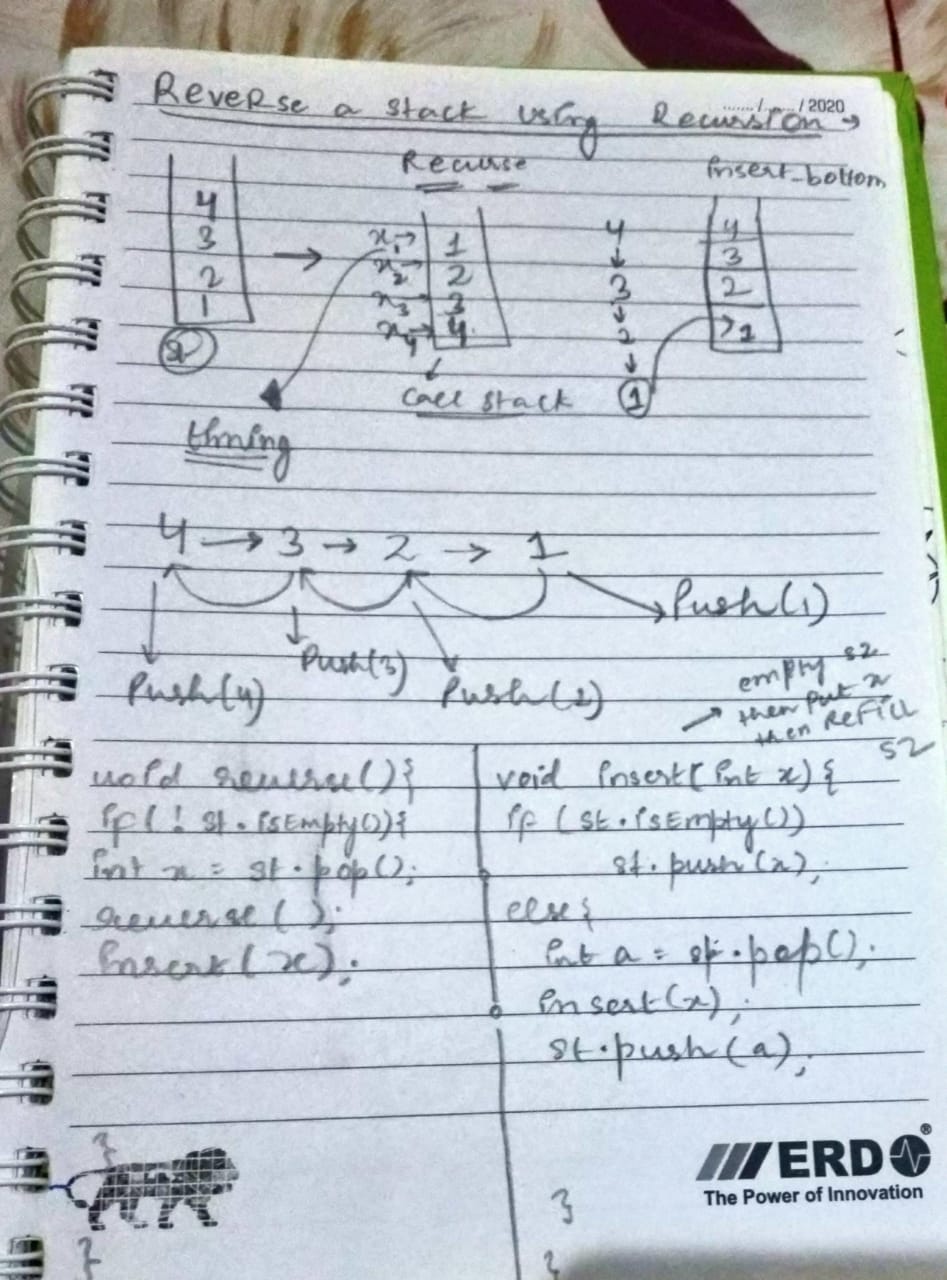 Reverse a stack using Recursion →
......./......./2020
Recurse
insert_bottom
4
3
2
1
st
→
x1→ 1
x2→ 2
x3→ 3
x4→ 4
call stack
4
↓
3
↓
2
↓
1
4
3
2
→1
timing
4 → 3 → 2 → 1
Push(1)
Push(3)
Push(4)
Push(2)
empty s2
then put x
then ReFill
s2
void reverse(){
if(! st.isEmpty()){
int x = st.pop();
reverse();
insert(x);
}
}
void insert(int x){
if (st.isEmpty())
st.push(x);
else{
int a = st.pop();
insert(x);
st.push(a);
}
}
ERD®
The Power of Innovation